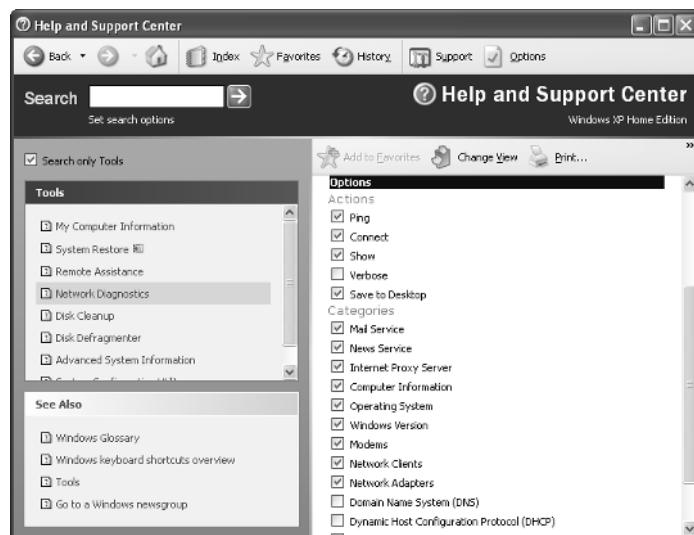 Help and Support Center
Back Index Favorites History Support Options
Search
Set search options
Help and Support Center
Windows XP Home Edition
Search only Tools
Add to Favorites Change View Print... »
Tools
My Computer Information
System Restore
Remote Assistance
Network Diagnostics
Disk Cleanup
Disk Defragmenter
Advanced System Information
See Also
Windows Glossary
Windows keyboard shortcuts overview
Tools
Go to a Windows newsgroup
Options
Actions
Ping
Connect
Show
Verbose
Save to Desktop
Categories
Mail Service
News Service
Internet Proxy Server
Computer Information
Operating System
Windows Version
Modems
Network Clients
Network Adapters
Domain Name System (DNS)
Dynamic Host Configuration Protocol (DHCP)